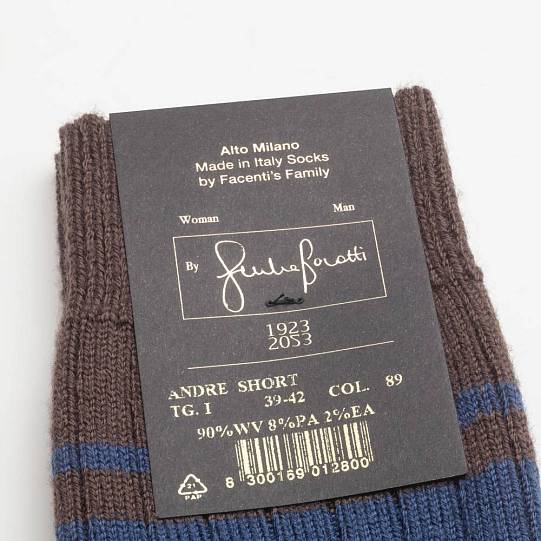 Alto Milano
Made in Italy Socks
by Facenti's Family
Woman Man
By
1923
2053
ANDRE SHORT COL. 89
TG. I 39-42
90%WV 8%PA 2%EA
8 300169 012800
21
PAP